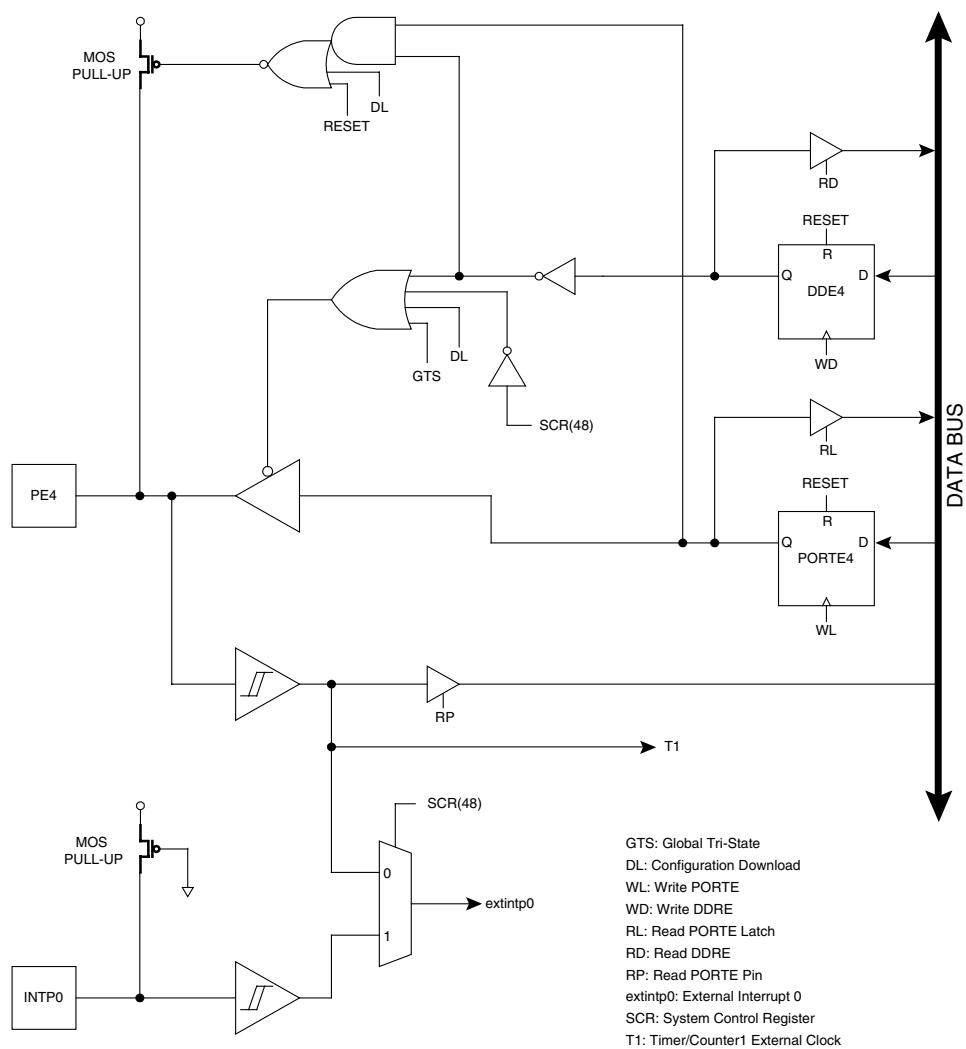 MOS
PULL-UP
DL
RESET
RD
RESET
R
Q
D
DDE4
WD
DL
GTS
SCR(48)
RL
DATA BUS
PE4
RESET
R
Q
D
PORTE4
WL
RP
T1
SCR(48)
MOS
PULL-UP
0
extintp0
1
INTP0
GTS: Global Tri-State
DL: Configuration Download
WL: Write PORTE
WD: Write DDRE
RL: Read PORTE Latch
RD: Read DDRE
RP: Read PORTE Pin
extintp0: External Interrupt 0
SCR: System Control Register
T1: Timer/Counter1 External Clock